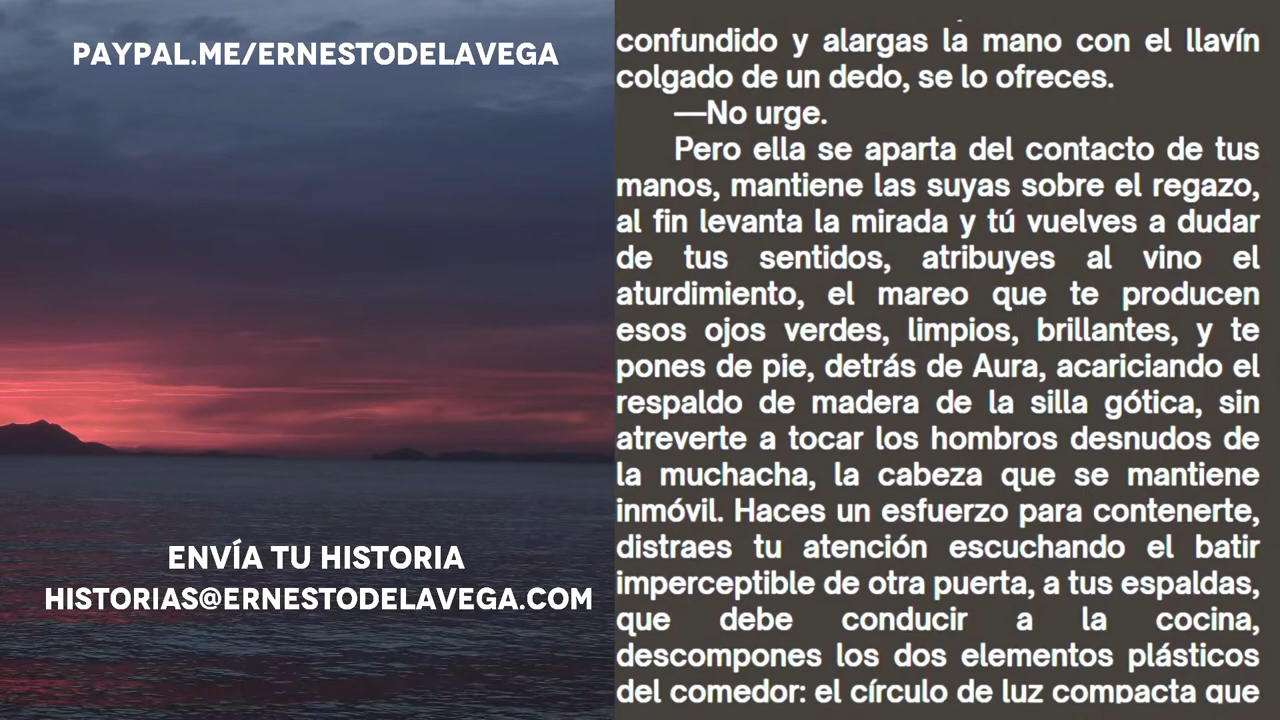 PAYPAL.ME/ERNESTODELAVEGA
ENVÍA TU HISTORIA
HISTORIAS@ERNESTODELAVEGA.COM
confundido y alargas la mano con el llavín
colgado de un dedo, se lo ofreces.
—No urge.
Pero ella se aparta del contacto de tus
manos, mantiene las suyas sobre el regazo,
al fin levanta la mirada y tú vuelves a dudar
de tus sentidos, atribuyes al vino el
aturdimiento, el mareo que te producen
esos ojos verdes, limpios, brillantes, y te
pones de pie, detrás de Aura, acariciando el
respaldo de madera de la silla gótica, sin
atreverte a tocar los hombros desnudos de
la muchacha, la cabeza que se mantiene
inmóvil. Haces un esfuerzo para contenerte,
distraes tu atención escuchando el batir
imperceptible de otra puerta, a tus espaldas,
que debe conducir a la cocina,
descompones los dos elementos plásticos
del comedor: el círculo de luz compacta que